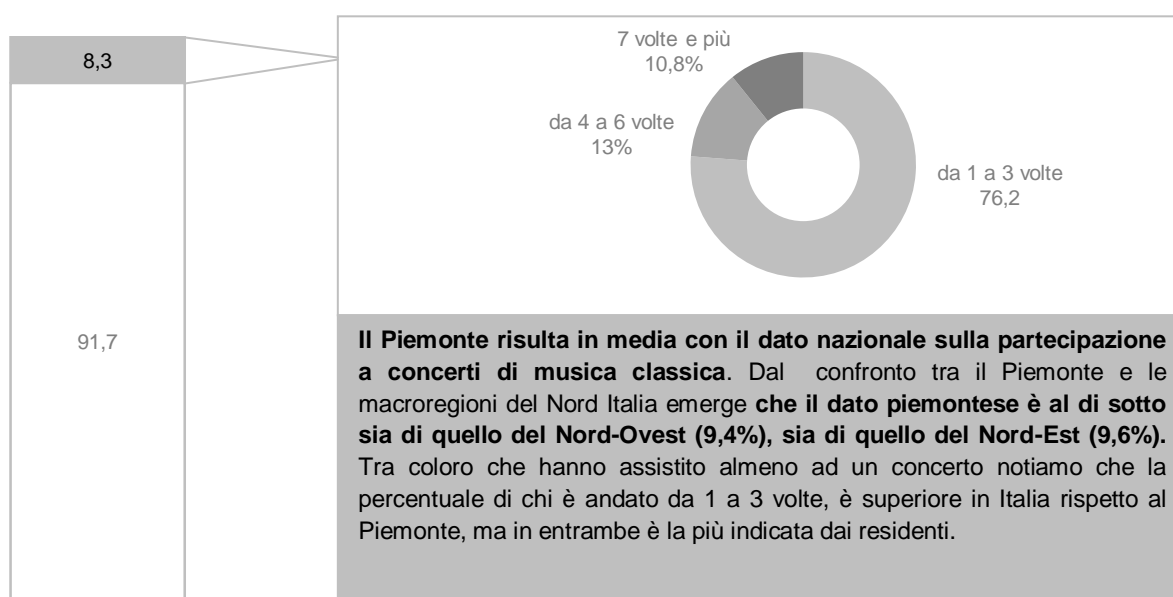 8,3
91,7
7 volte e più
10,8%
da 4 a 6 volte
13%
da 1 a 3 volte
76,2
Il Piemonte risulta in media con il dato nazionale sulla partecipazione
a concerti di musica classica. Dal confronto tra il Piemonte e le
macroregioni del Nord Italia emerge che il dato piemontese è al di sotto
sia di quello del Nord-Ovest (9,4%), sia di quello del Nord-Est (9,6%).
Tra coloro che hanno assistito almeno ad un concerto notiamo che la
percentuale di chi è andato da 1 a 3 volte, è superiore in Italia rispetto al
Piemonte, ma in entrambe è la più indicata dai residenti.